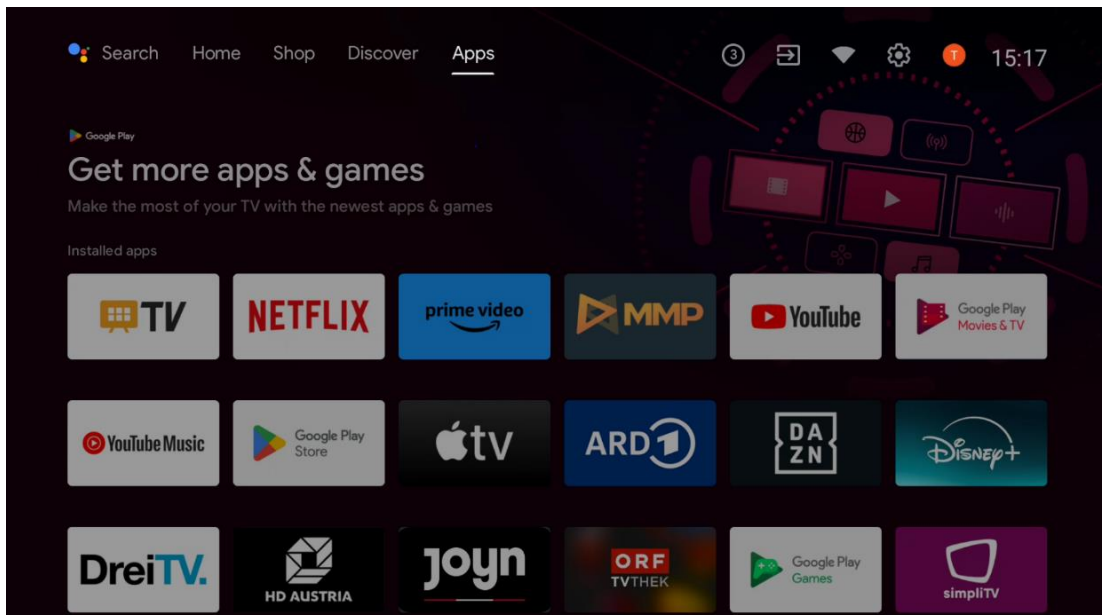 Search Home Shop Discover Apps 3 T 15:17
Google Play
Get more apps & games
Make the most of your TV with the newest apps & games
Installed apps
TV NETFLIX prime video MMP YouTube Google Play
Movies & TV
YouTube Music Google Play
Store tv ARD 1 DA
ZN Disney+
DreiTV. HD AUSTRIA joyn ORF
TVTHEK Google Play
Games simpliTV